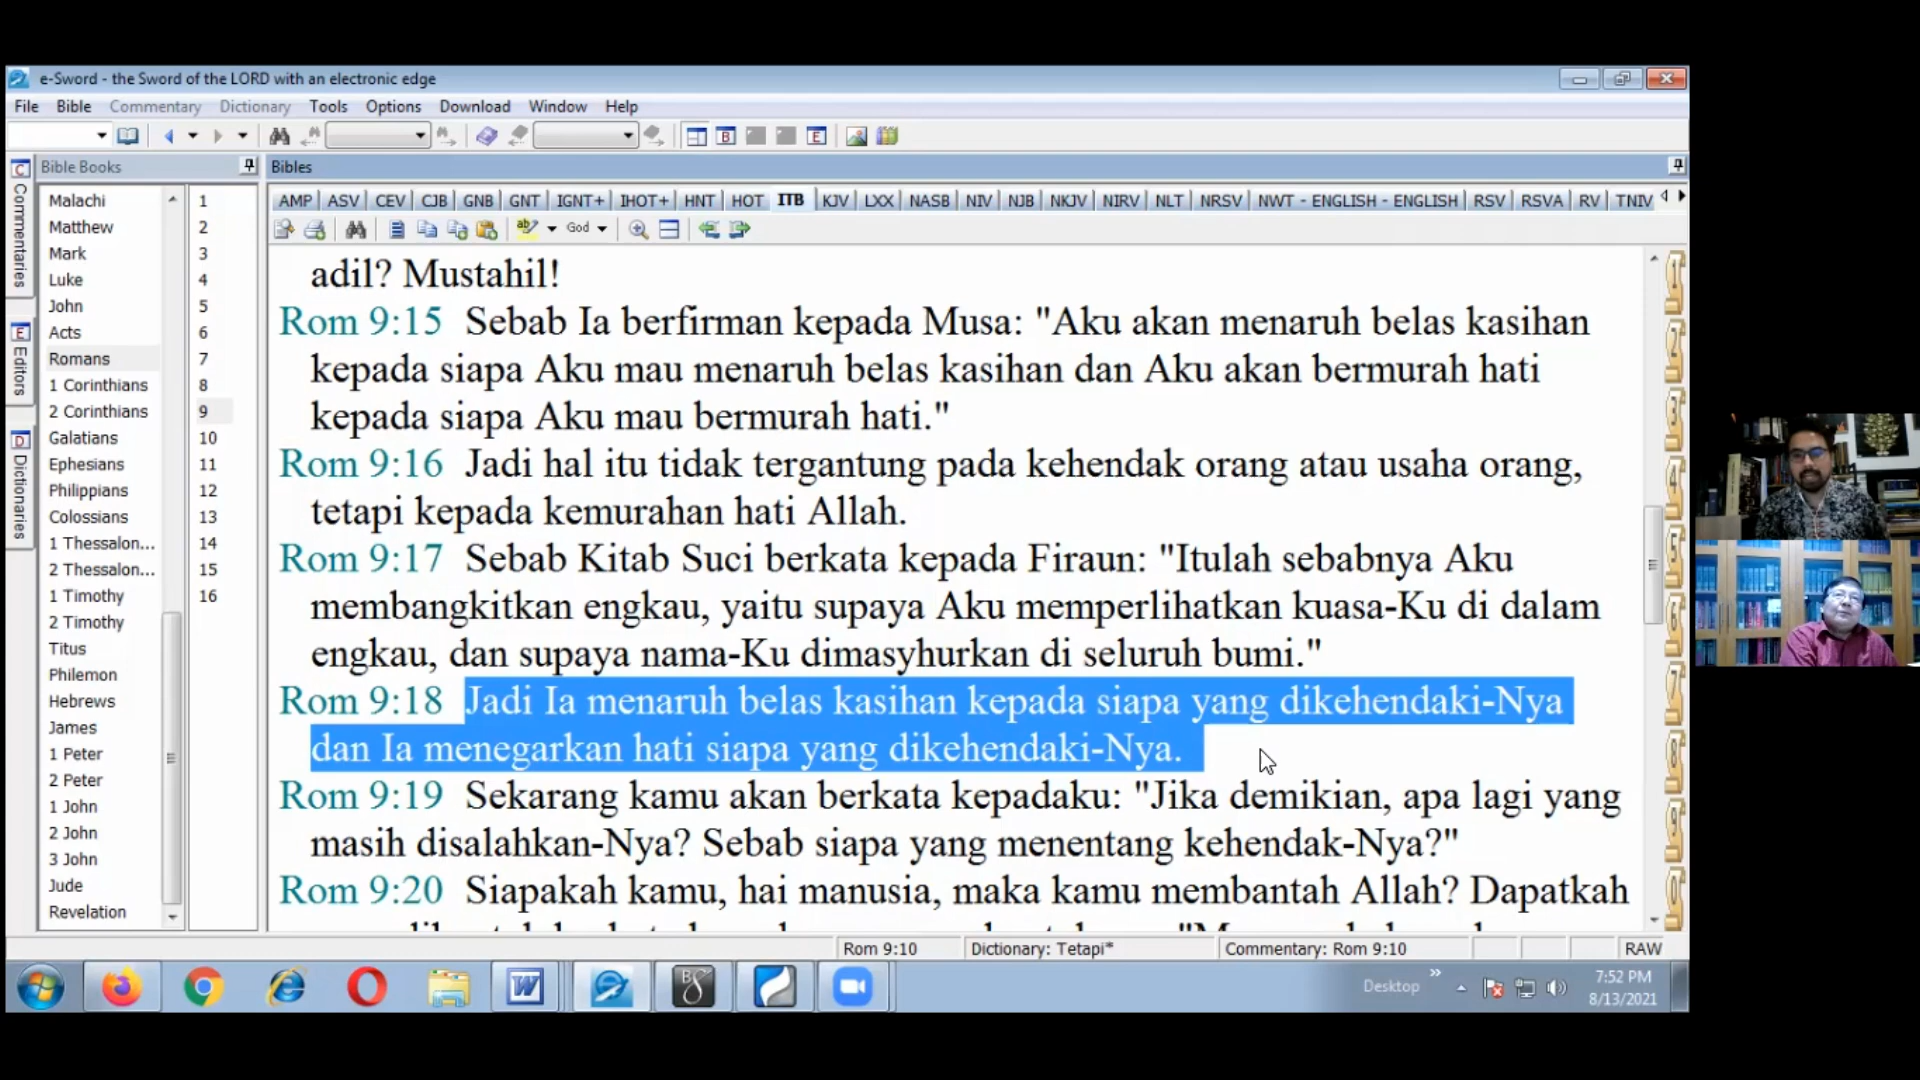 e-Sword - the Sword of the LORD with an electronic edge
File Bible Commentary Dictionary Tools Options Download Window Help
Bible Books
Bibles
AMP ASV CEV CJB GNB GNT IGNT+ IHOT+ HNT HOT ITB KJV LXX NASB NIV NJB NKJV NIRV NLT NRSV NWT - ENGLISH - ENGLISH RSV RSVA RV TNIV
God
Commentaries
Editors
Dictionaries
Malachi
Matthew
Mark
Luke
John
Acts
Romans
1 Corinthians
2 Corinthians
Galatians
Ephesians
Philippians
Colossians
1 Thessalon...
2 Thessalon...
1 Timothy
2 Timothy
Titus
Philemon
Hebrews
James
1 Peter
2 Peter
1 John
2 John
3 John
Jude
Revelation
1
2
3
4
5
6
7
8
9
10
11
12
13
14
15
16
adil? Mustahil!
Rom 9:15 Sebab Ia berfirman kepada Musa: "Aku akan menaruh belas kasihan
kepada siapa Aku mau menaruh belas kasihan dan Aku akan bermurah hati
kepada siapa Aku mau bermurah hati."
Rom 9:16 Jadi hal itu tidak tergantung pada kehendak orang atau usaha orang,
tetapi kepada kemurahan hati Allah.
Rom 9:17 Sebab Kitab Suci berkata kepada Firaun: "Itulah sebabnya Aku
membangkitkan engkau, yaitu supaya Aku memperlihatkan kuasa-Ku di dalam
engkau, dan supaya nama-Ku dimasyhurkan di seluruh bumi."
Rom 9:18 Jadi Ia menaruh belas kasihan kepada siapa yang dikehendaki-Nya
dan Ia menegarkan hati siapa yang dikehendaki-Nya.
Rom 9:19 Sekarang kamu akan berkata kepadaku: "Jika demikian, apa lagi yang
masih disalahkan-Nya? Sebab siapa yang menentang kehendak-Nya?"
Rom 9:20 Siapakah kamu, hai manusia, maka kamu membantah Allah? Dapatkah
Rom 9:10 Dictionary: Tetapi* Commentary: Rom 9:10 RAW
Desktop
7:52 PM
8/13/2021